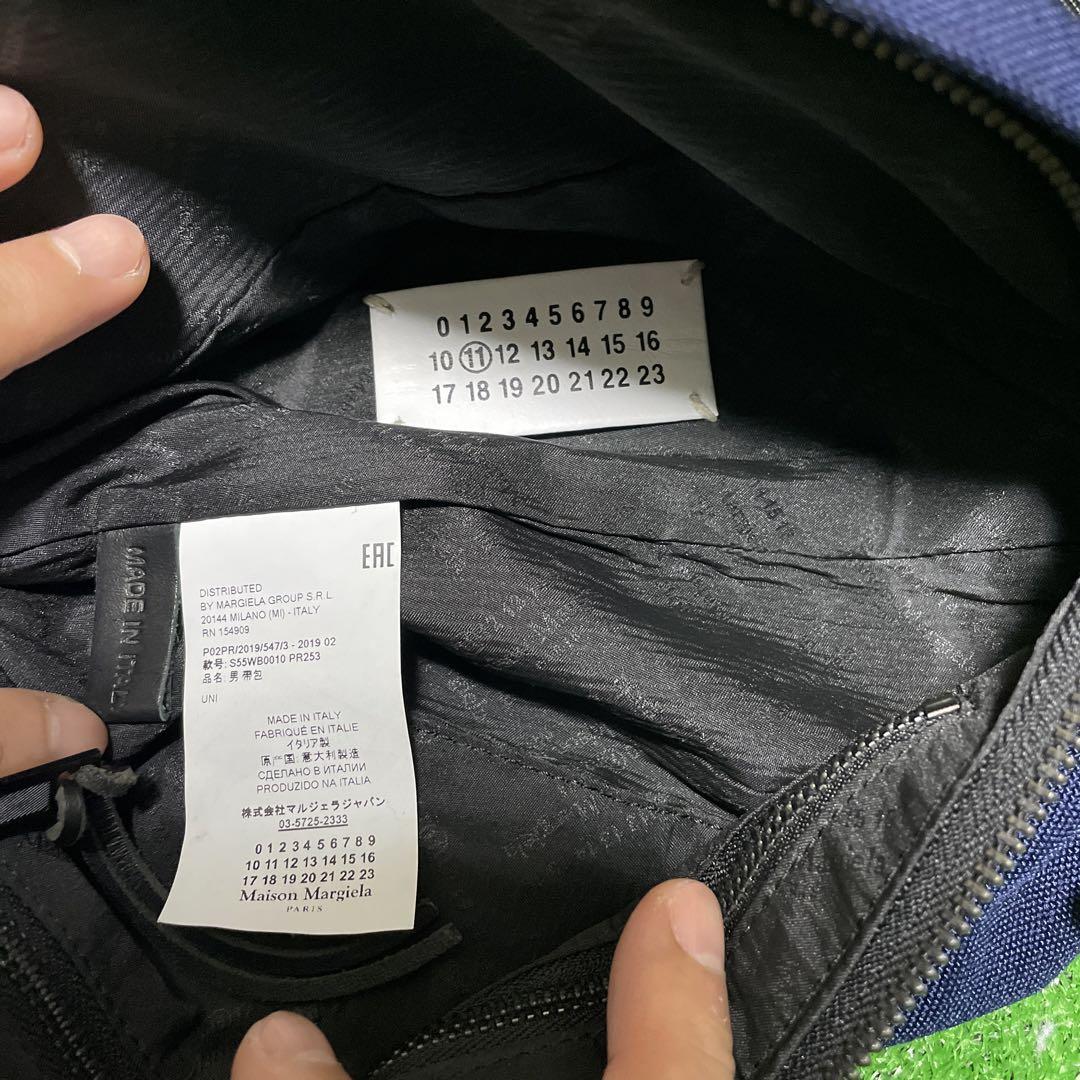 0 1 2 3 4 5 6 7 8 9
10 11 12 13 14 15 16
17 18 19 20 21 22 23
MADE IN ITALY
EAC
DISTRIBUTED
BY MARGIELA GROUP S.R.L.
20144 MILANO (MI) - ITALY
RN 154909
P02PR/2019/547/3 - 2019 02
款号: S55WB0010 PR253
品名: 男 带包
UNI
MADE IN ITALY
FABRIQUÉ EN ITALIE
イタリア製
原产国: 意大利製造
СДЕЛАНО В ИТАЛИИ
PRODUZIDO NA ITALIA
株式会社マルジェラジャパン
03-5725-2333
0 1 2 3 4 5 6 7 8 9
10 11 12 13 14 15 16
17 18 19 20 21 22 23
Maison Margiela
PARIS